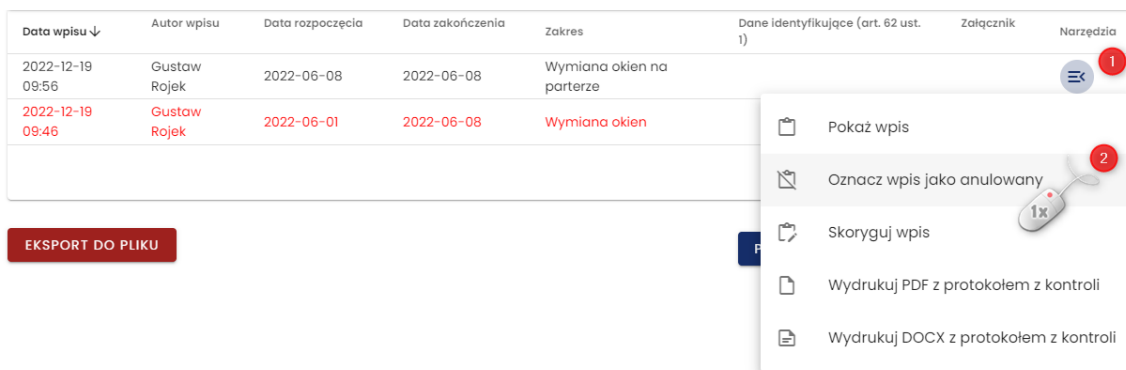 Data wpisu Autor wpisu Data rozpoczęcia Data zakończenia Zakres Dane identyfikujące (art. 62 ust. 1) Załącznik Narzędzia
2022-12-19 09:56 Gustaw Rojek 2022-06-08 2022-06-08 Wymiana okien na parterze
1
2022-12-19 09:46 Gustaw Rojek 2022-06-01 2022-06-08 Wymiana okien
Pokaż wpis
2
Oznacz wpis jako anulowany
1x
Skoryguj wpis
Wydrukuj PDF z protokołem z kontroli
Wydrukuj DOCX z protokołem z kontroli
EKSPORT DO PLIKU